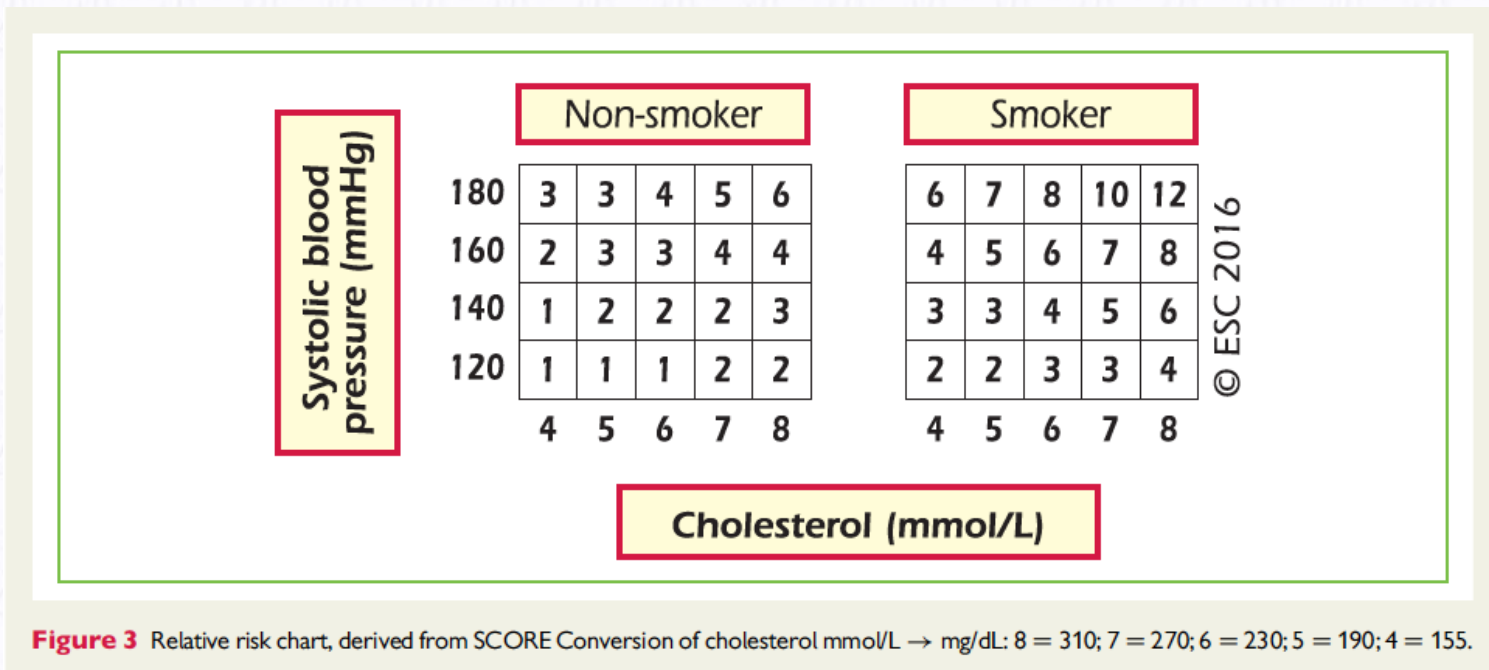 Non-smoker Smoker
Systolic blood
pressure (mmHg)
180 3 3 4 5 6 6 7 8 10 12
160 2 3 3 4 4 4 5 6 7 8
140 1 2 2 2 3 3 3 4 5 6
120 1 1 1 2 2 2 2 3 3 4
4 5 6 7 8 4 5 6 7 8
© ESC 2016
Cholesterol (mmol/L)
Figure 3 Relative risk chart, derived from SCORE Conversion of cholesterol mmol/L → mg/dL: 8 = 310; 7 = 270; 6 = 230; 5 = 190; 4 = 155.